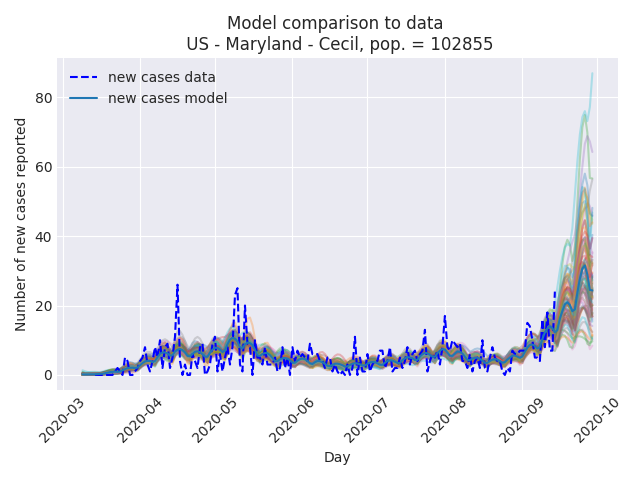 Model comparison to data
US - Maryland - Cecil, pop. = 102855
new cases data
new cases model
Number of new cases reported
80
60
40
20
0
2020-03
2020-04
2020-05
2020-06
2020-07
2020-08
2020-09
2020-10
Day